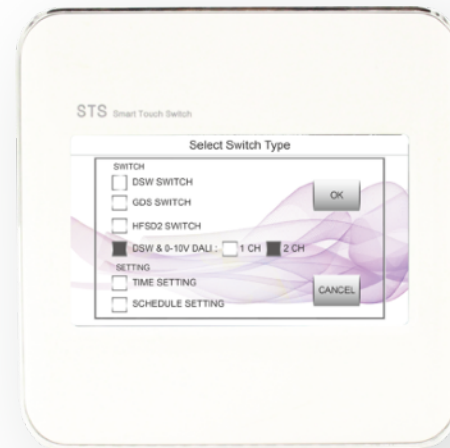 STS Smart Touch Switch
Select Switch Type
SWITCH
DSW SWITCH
GDS SWITCH
HFSD2 SWITCH
DSW & 0-10V DALI : 1 CH 2 CH
SETTING
TIME SETTING
SCHEDULE SETTING
OK
CANCEL